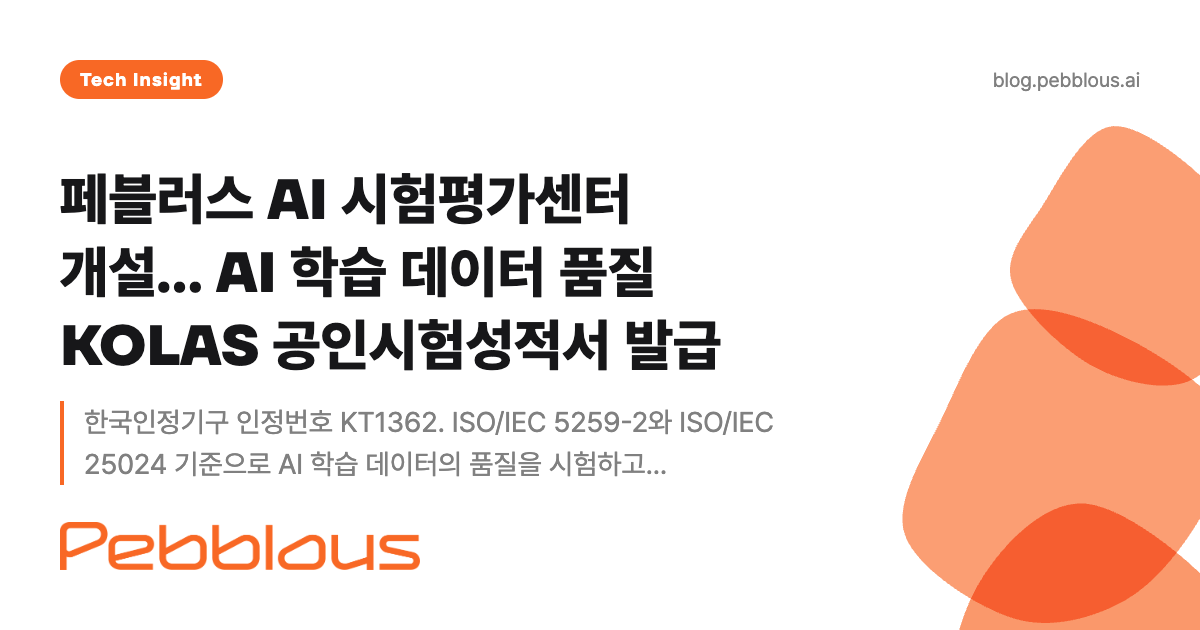 Tech Insight
blog.pebblous.ai
페블러스 AI 시험평가센터
개설... AI 학습 데이터 품질
KOLAS 공인시험성적서 발급
한국인정기구 인정번호 KT1362. ISO/IEC 5259-2와 ISO/IEC
25024 기준으로 AI 학습 데이터의 품질을 시험하고...
Pebblous